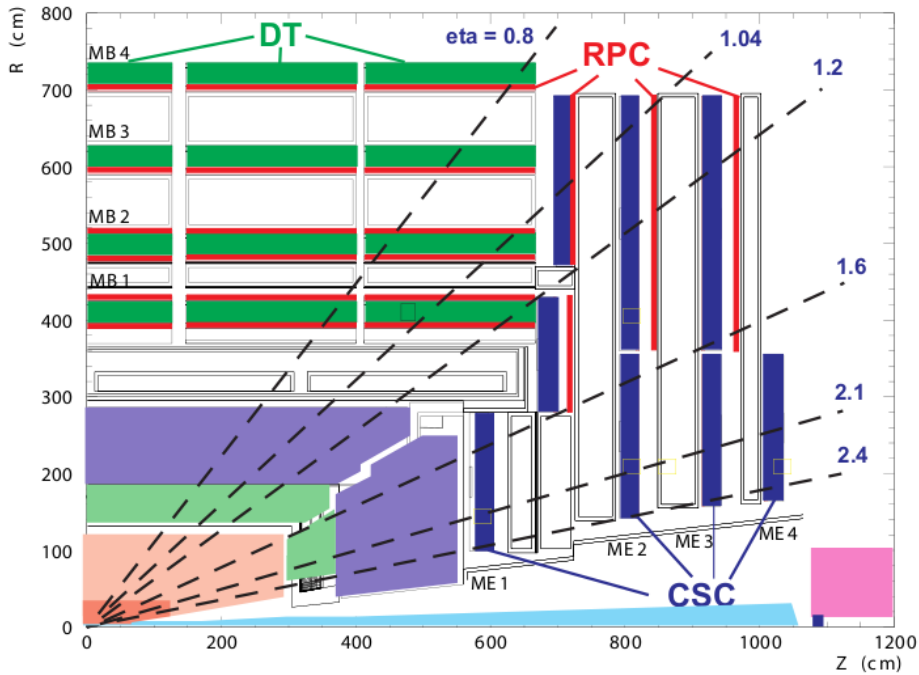 R (cm)
800
700
600
500
400
300
200
100
0
MB 4
DT
eta = 0.8
1.04
RPC
1.2
MB 3
MB 2
MB 1
1.6
2.1
2.4
ME 1
ME 2
ME 3
ME 4
CSC
0
200
400
600
800
1000
1200
Z (cm)